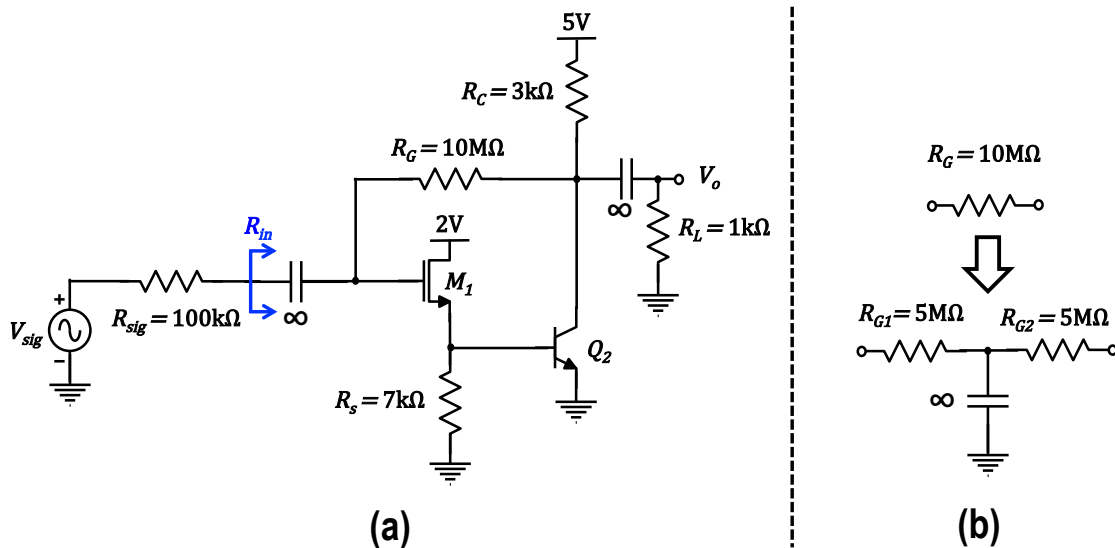 5V
R_C = 3kΩ
R_G = 10MΩ
V_o
∞
R_L = 1kΩ
2V
R_in
M_1
∞
R_sig = 100kΩ
V_sig
+
−
Q_2
R_s = 7kΩ
(a)
R_G = 10MΩ
R_G1 = 5MΩ
R_G2 = 5MΩ
∞
(b)